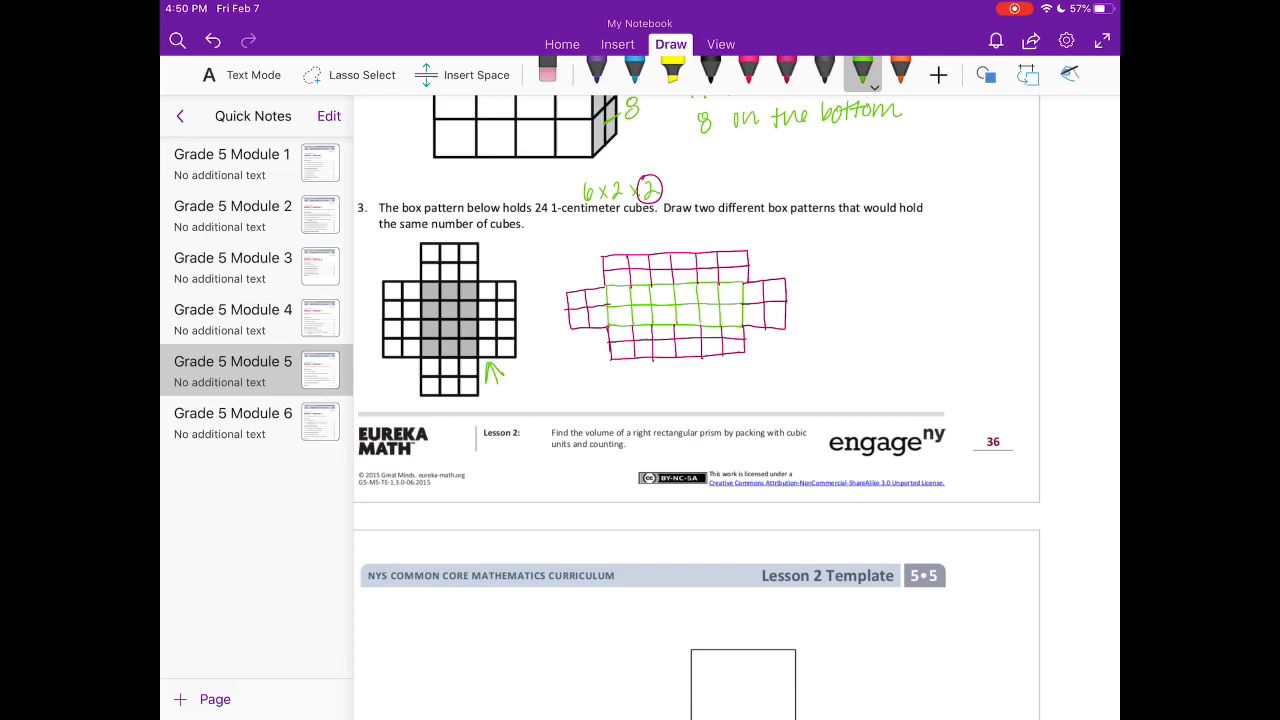 4:50 PM Fri Feb 7
57%
My Notebook
Home Insert Draw View
Text Mode Lasso Select Insert Space
Quick Notes Edit
Grade 5 Module 1
No additional text
Grade 5 Module 2
No additional text
Grade 5 Module 3
No additional text
Grade 5 Module 4
No additional text
Grade 5 Module 5
No additional text
Grade 5 Module 6
No additional text
Page
8
8 on the bottom
6 x 2 x 2
3. The box pattern below holds 24 1-centimeter cubes. Draw two different box patterns that would hold
the same number of cubes.
EUREKA
MATH
Lesson 2:
Find the volume of a right rectangular prism by packing with cubic
units and counting.
engageny
36
© 2015 Great Minds. eureka-math.org
G5-M5-TE-1.3.0-06.2015
cc BY-NC-SA
This work is licensed under a
Creative Commons Attribution-NonCommercial-ShareAlike 3.0 Unported License.
NYS COMMON CORE MATHEMATICS CURRICULUM
Lesson 2 Template 5•5